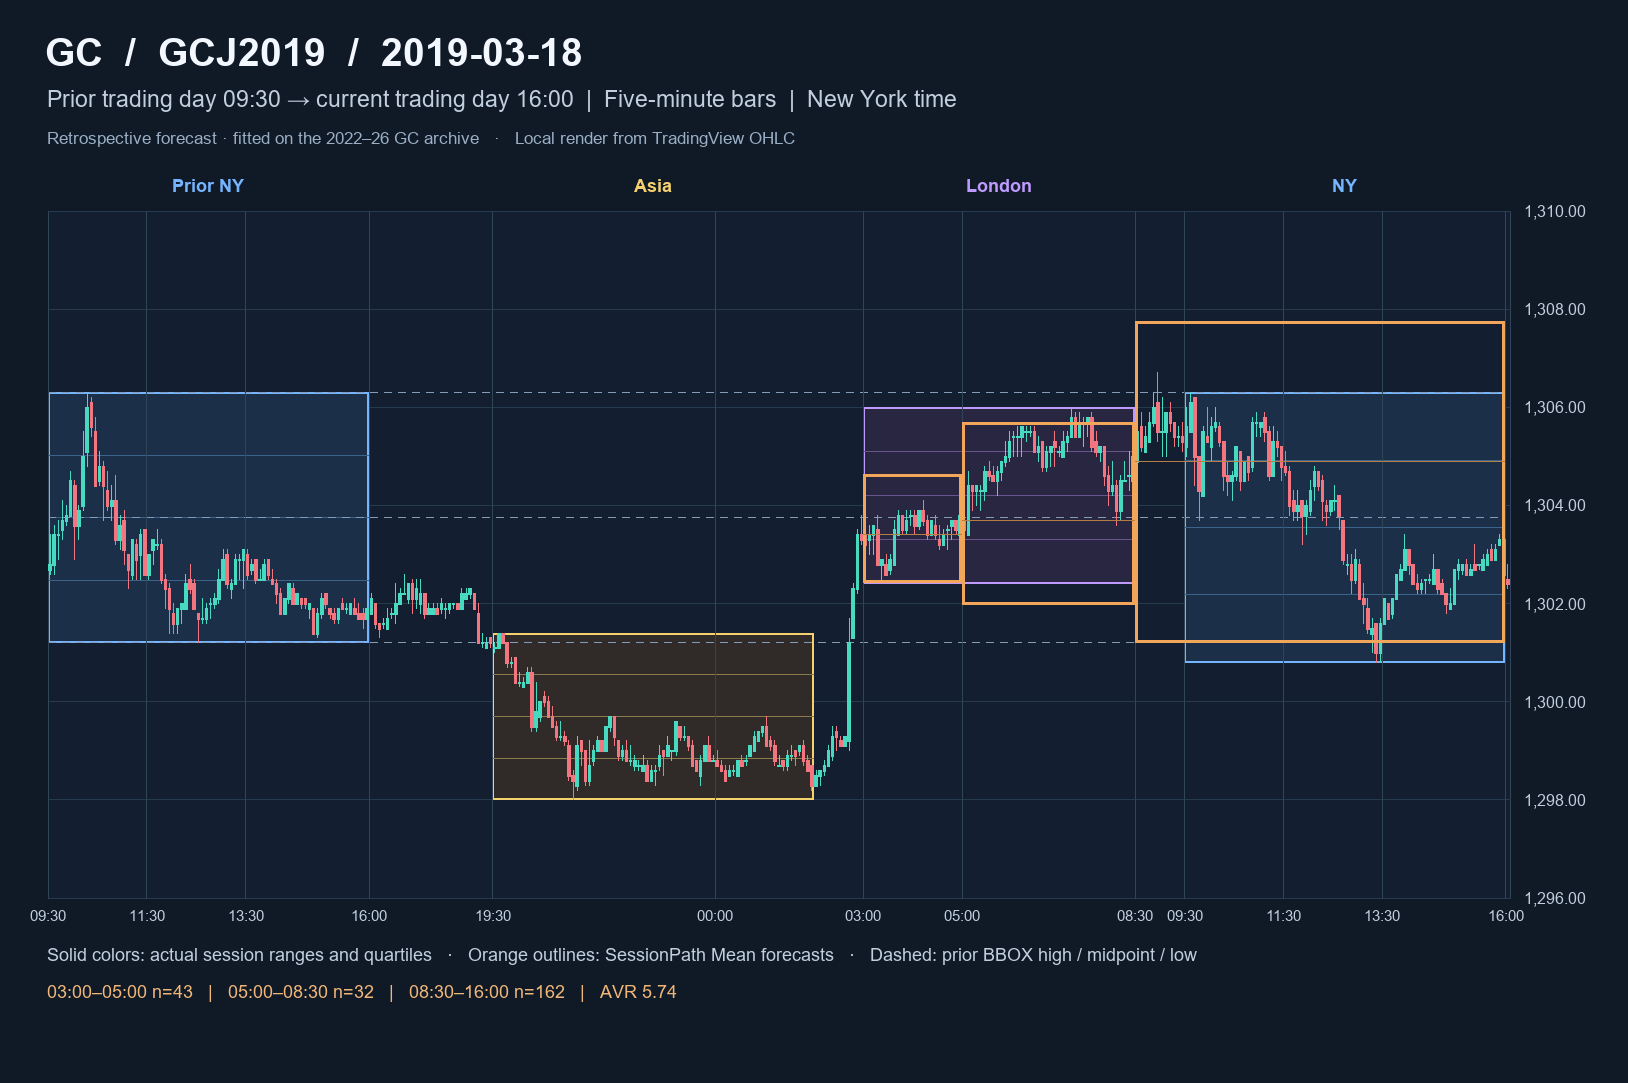 GC / GCJ2019 / 2019-03-18
Prior trading day 09:30 → current trading day 16:00 | Five-minute bars | New York time
Retrospective forecast · fitted on the 2022–26 GC archive · Local render from TradingView OHLC
Prior NY Asia London NY
1,310.00
1,308.00
1,306.00
1,304.00
1,302.00
1,300.00
1,298.00
1,296.00
09:30 11:30 13:30 16:00 19:30 00:00 03:00 05:00 08:30 09:30 11:30 13:30 16:00
Solid colors: actual session ranges and quartiles · Orange outlines: SessionPath Mean forecasts · Dashed: prior BBOX high / midpoint / low
03:00–05:00 n=43 | 05:00–08:30 n=32 | 08:30–16:00 n=162 | AVR 5.74